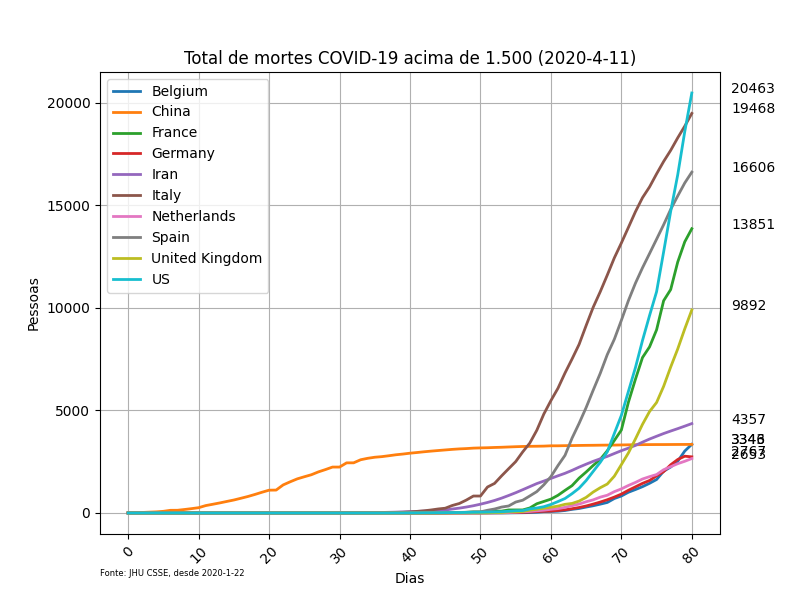 Total de mortes COVID-19 acima de 1.500 (2020-4-11)
Belgium
China
France
Germany
Iran
Italy
Netherlands
Spain
United Kingdom
US
Pessoas
20000
15000
10000
5000
0
20463
19468
16606
13851
9892
4357
0
10
20
30
40
50
60
70
80
Dias
Fonte: JHU CSSE, desde 2020-1-22